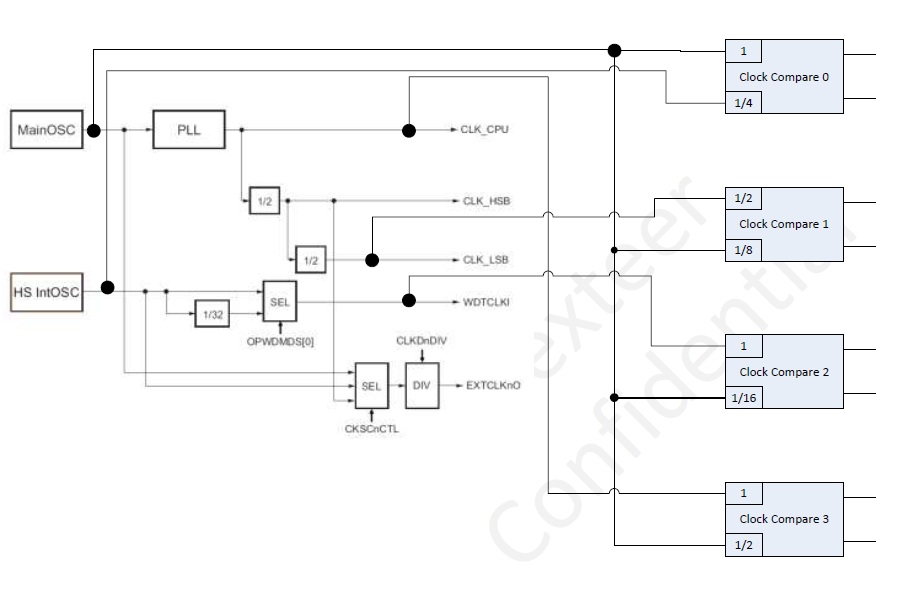 1
Clock Compare 0
1/4
MainOSC
PLL
CLK_CPU
1/2
CLK_HSB
1/2
Clock Compare 1
1/8
1/2
CLK_LSB
HS IntOSC
1/32
SEL
WDTCLKI
OPWDMDS[0]
CLKDnDIV
1
Clock Compare 2
1/16
SEL
DIV
EXTCLKnO
CKSCnCTL
1
Clock Compare 3
1/2
exteer
Confidential